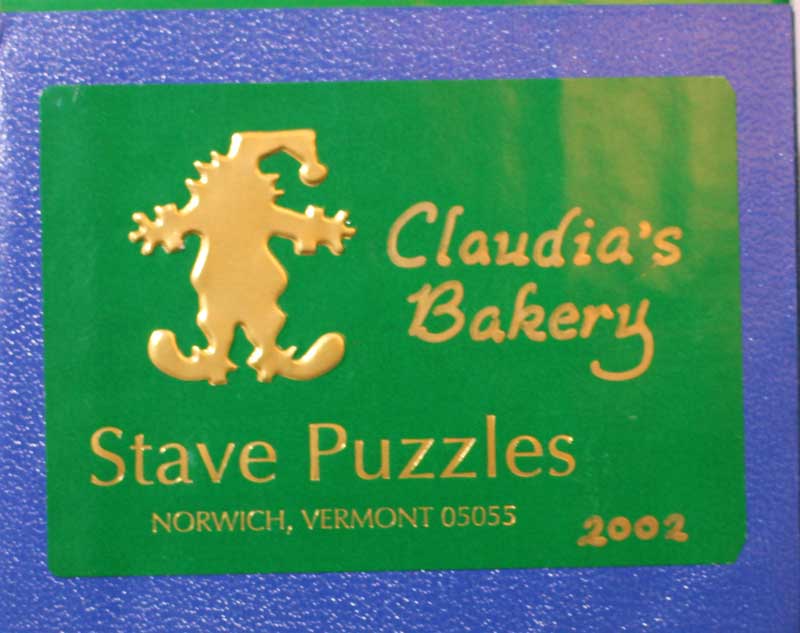 Claudia's
Bakery
Stave Puzzles
NORWICH, VERMONT 05055
2002